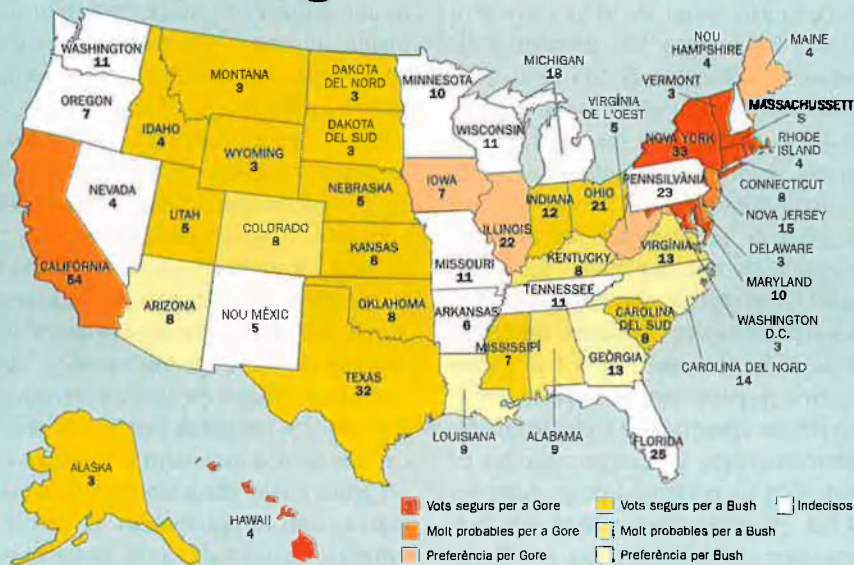 WASHINGTON
11
OREGON
7
CALIFÒRNIA
54
NEVADA
4
IDAHO
4
MONTANA
3
WYOMING
3
UTAH
5
COLORADO
8
ARIZONA
8
NOU MÈXIC
5
DAKOTA
DEL NORD
3
DAKOTA
DEL SUD
3
NEBRASKA
5
KANSAS
6
OKLAHOMA
8
TEXAS
32
MINNESOTA
10
IOWA
7
MISSOURI
11
ARKANSAS
6
LOUISIANA
9
WISCONSIN
11
ILLINOIS
22
MICHIGAN
18
INDIANA
12
OHIO
21
KENTUCKY
8
TENNESSEE
11
MISSISSIPÍ
7
ALABAMA
9
GEÒRGIA
13
FLORIDA
25
CAROLINA
DEL SUD
8
CAROLINA DEL NORD
14
VIRGÍNIA
13
VIRGÍNIA
DE L'OEST
5
PENNSILVÀNIA
23
NOVA YORK
33
VERMONT
3
NOU
HAMPSHIRE
4
MAINE
4
RHODE
ISLAND
4
CONNECTICUT
8
NOVA JERSEY
15
DELAWARE
3
MARYLAND
10
WASHINGTON
D.C.
3
ALASKA
3
HAWAII
4
Vots segurs per a Gore
Molt probables per Gore
Preferència per Gore
Vots segurs per a Bush
Molt probables per a Bush
Preferència per Bush
Indecisos